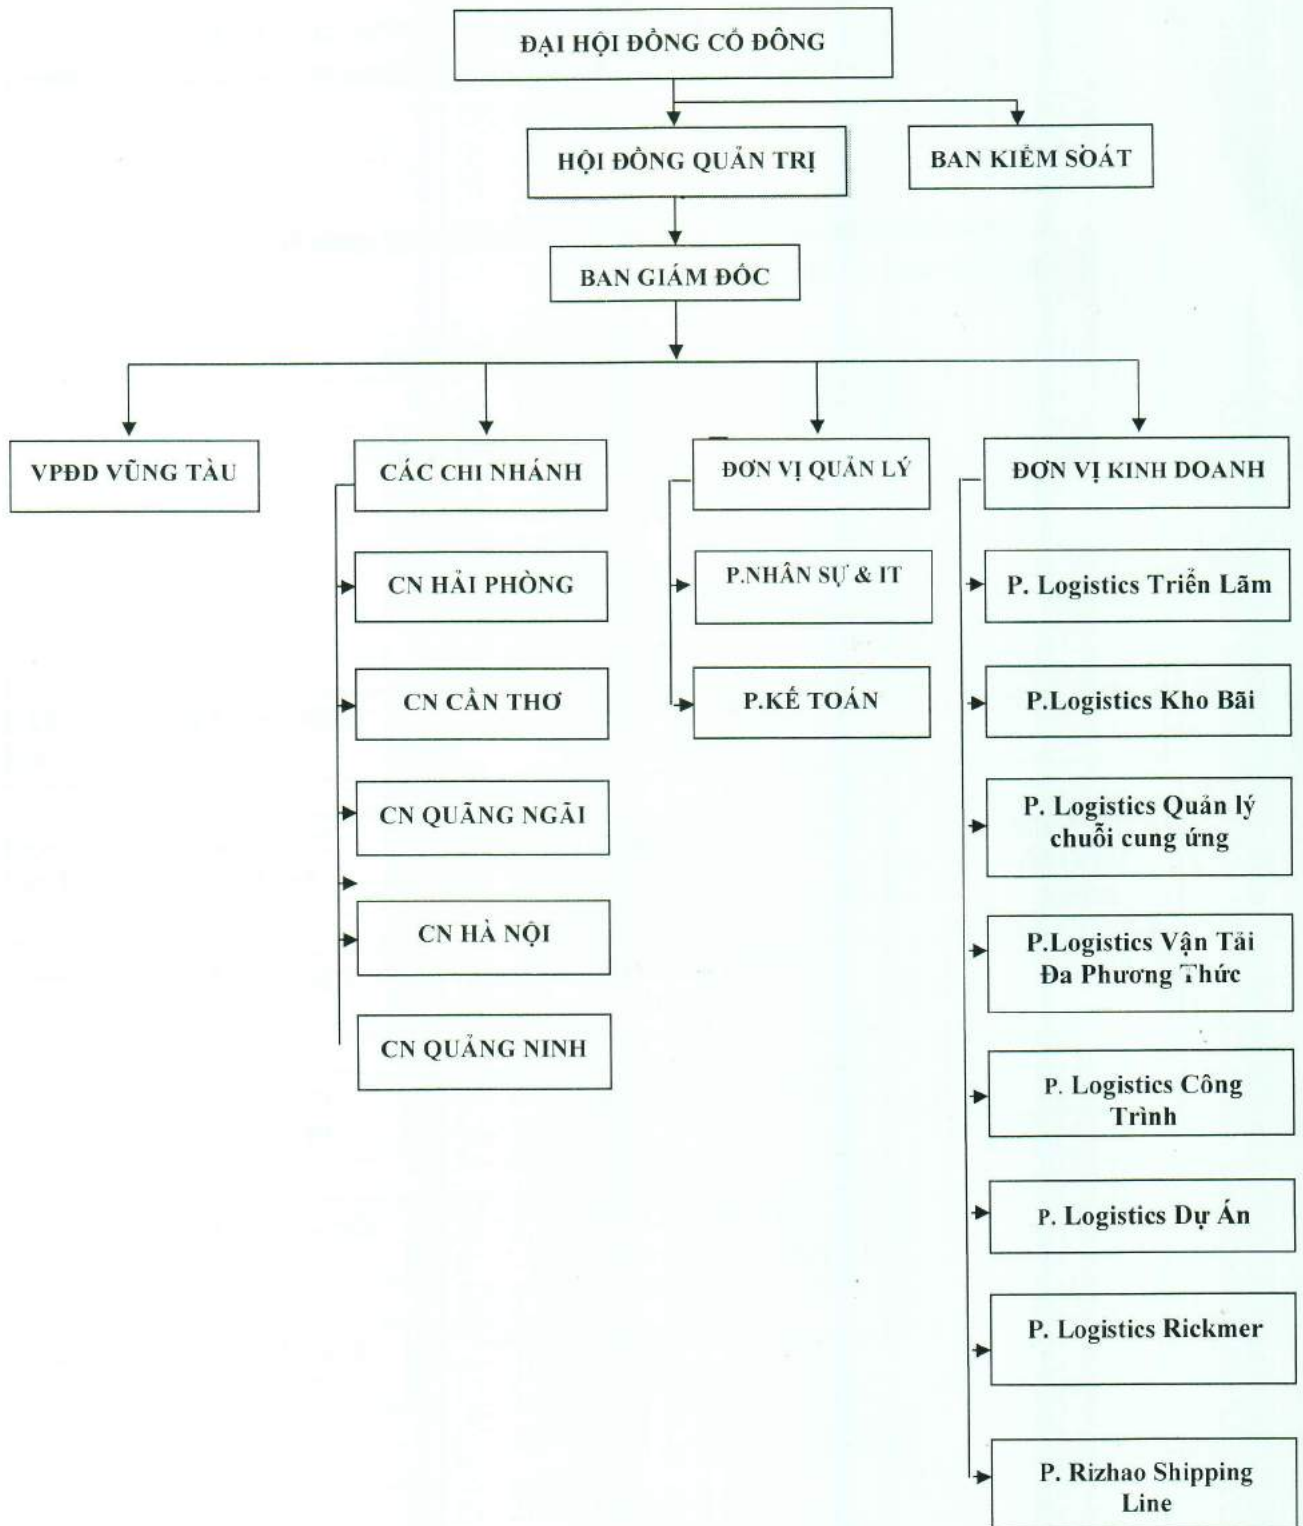 ĐẠI HỘI ĐỒNG CỔ ĐÔNG
HỘI ĐỒNG QUẢN TRỊ
BAN KIỂM SOÁT
BAN GIÁM ĐỐC
VPĐD VŨNG TÀU
CÁC CHI NHÁNH
ĐƠN VỊ QUẢN LÝ
ĐƠN VỊ KINH DOANH
CN HẢI PHÒNG
CN CẦN THƠ
CN QUÃNG NGÃI
CN HÀ NỘI
CN QUẢNG NINH
P.NHÂN SỰ & IT
P.KẾ TOÁN
P. Logistics Triển Lãm
P.Logistics Kho Bãi
P. Logistics Quản lý
chuỗi cung ứng
P.Logistics Vận Tải
Đa Phương Thức
P. Logistics Công
Trình
P. Logistics Dự Án
P. Logistics Rickmer
P. Rizhao Shipping
Line